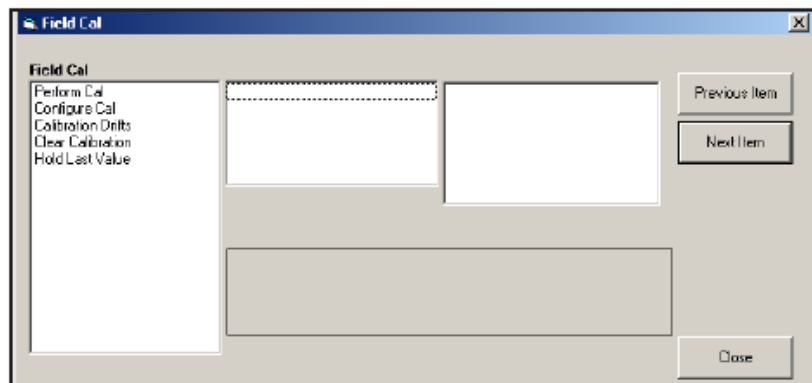 Field Cal
Field Cal
Perform Cal
Configure Cal
Calibration Drifts
Clear Calibration
Hold Last Value
Previous Item
Next Item
Close